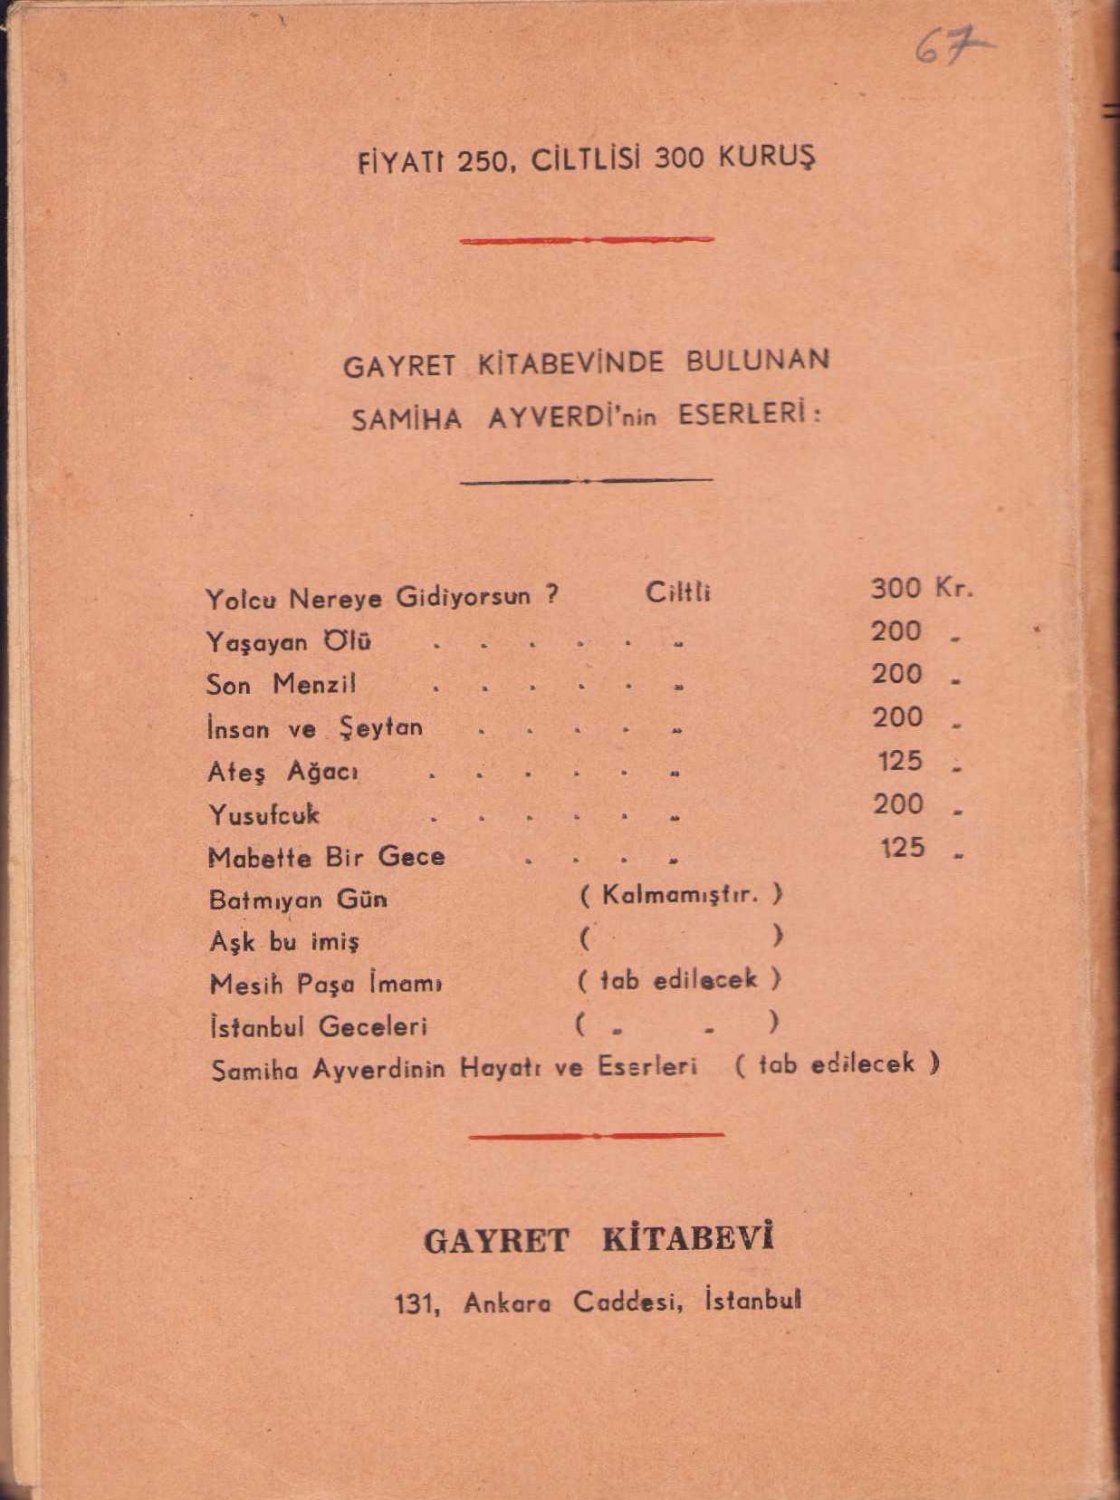 67
FİYATI 250, CİLTLİSİ 300 KURUŞ
GAYRET KİTABEVİNDE BULUNAN
SAMİHA AYVERDİ'nin ESERLERİ :
Yolcu Nereye Gidiyorsun ? Ciltli 300 Kr.
Yaşayan Ölü . . . . . „ 200 „
Son Menzil . . . . . „ 200 „
İnsan ve Şeytan . . . . „ 200 „
Ateş Ağacı . . . . . „ 125 „
Yusufcuk . . . . . „ 200 „
Mabette Bir Gece . . . „ 125 „
Batmıyan Gün ( Kalmamıştır. )
Aşk bu imiş ( )
Mesih Paşa İmamı ( tab edilecek )
İstanbul Geceleri ( „ „ )
Samiha Ayverdinin Hayatı ve Eserleri ( tab edilecek )
GAYRET KİTABEVİ
131, Ankara Caddesi, İstanbul